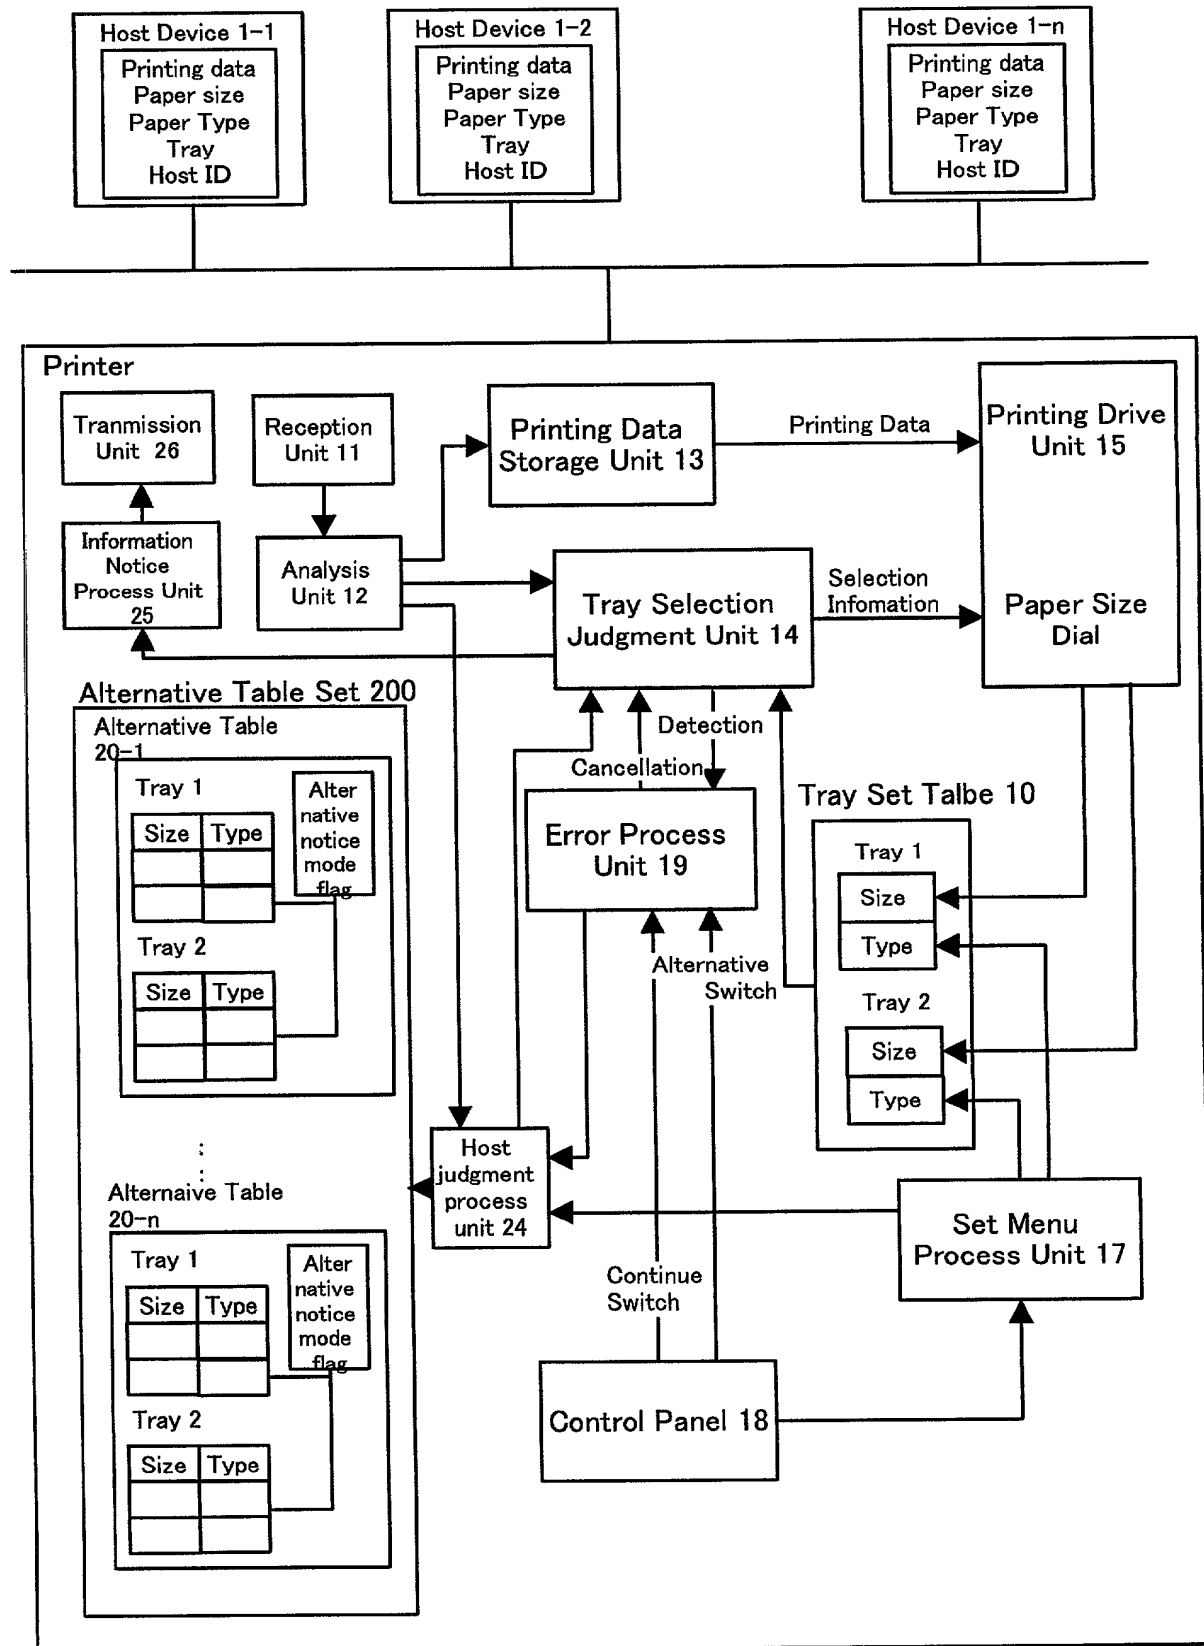 Host Device 1-1
Printing data
Paper size
Paper Type
Tray
Host ID
Host Device 1-2
Printing data
Paper size
Paper Type
Tray
Host ID
Host Device 1-n
Printing data
Paper size
Paper Type
Tray
Host ID
Printer
Tranmission
Unit 26
Reception
Unit 11
Printing Data
Storage Unit 13
Printing Data
Printing Drive
Unit 15
Paper Size
Dial
Information
Notice
Process Unit
25
Analysis
Unit 12
Tray Selection
Judgment Unit 14
Selection
Infomation
Detection
Cancellation
Error Process
Unit 19
Alternative
Switch
Tray Set Talbe 10
Tray 1
Size
Type
Tray 2
Size
Type
Alternative Table Set 200
Alternative Table
20-1
Tray 1
Size Type
Alter
native
notice
mode
flag
Tray 2
Size Type
:
:
Alternaive Table
20-n
Tray 1
Size Type
Alter
native
notice
mode
flag
Tray 2
Size Type
Host
judgment
process
unit 24
Set Menu
Process Unit 17
Continue
Switch
Control Panel 18